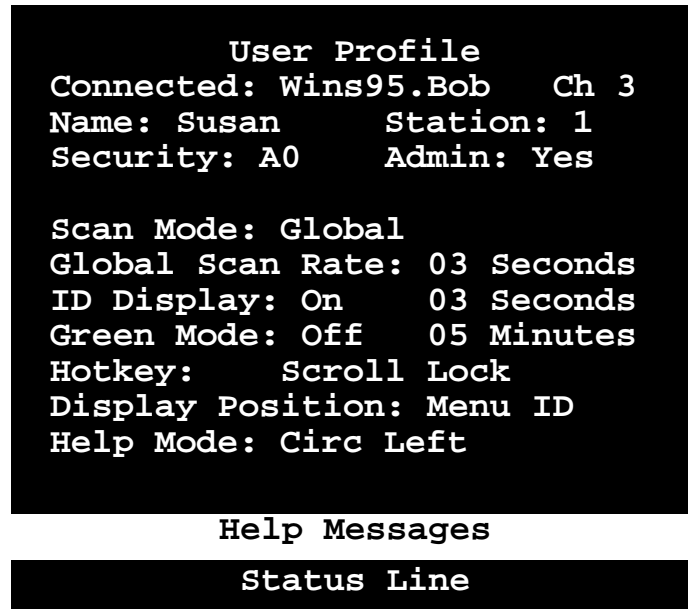 User Profile
Connected: Wins95.Bob Ch 3
Name: Susan Station: 1
Security: A0 Admin: Yes
Scan Mode: Global
Global Scan Rate: 03 Seconds
ID Display: On 03 Seconds
Green Mode: Off 05 Minutes
Hotkey: Scroll Lock
Display Position: Menu ID
Help Mode: Circ Left
Help Messages
Status Line